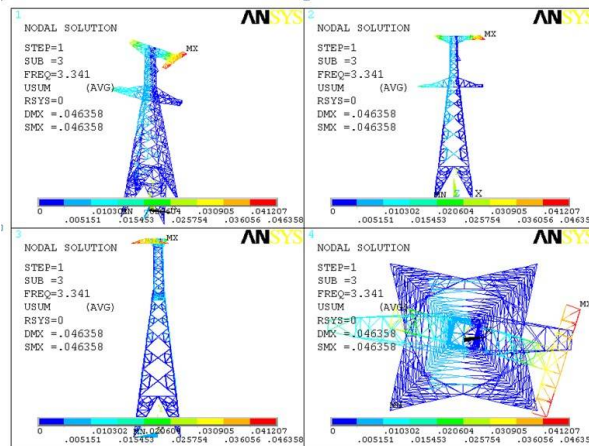 1
ANSYS
NODAL SOLUTION
STEP=1
SUB =3
FREQ=3.341
USUM (AVG)
RSYS=0
DMX =.046358
SMX =.046358
MX
0 .010302 .030905 .041207
.005151 .015453 .025754 .036056 .046358
2
ANSYS
NODAL SOLUTION
STEP=1
SUB =3
FREQ=3.341
USUM (AVG)
RSYS=0
DMX =.046358
SMX =.046358
MX
MN Z X
0 .010302 .020604 .030905 .041207
.005151 .015453 .025754 .036056 .046358
3
ANSYS
NODAL SOLUTION
STEP=1
SUB =3
FREQ=3.341
USUM (AVG)
RSYS=0
DMX =.046358
SMX =.046358
MX
0 .010302 .020604 .030905 .041207
.005151 .015453 .025754 .036056 .046358
4
ANSYS
NODAL SOLUTION
STEP=1
SUB =3
FREQ=3.341
USUM (AVG)
RSYS=0
DMX =.046358
SMX =.046358
MX
0 .010302 .020604 .030905 .041207
.005151 .015453 .025754 .036056 .046358